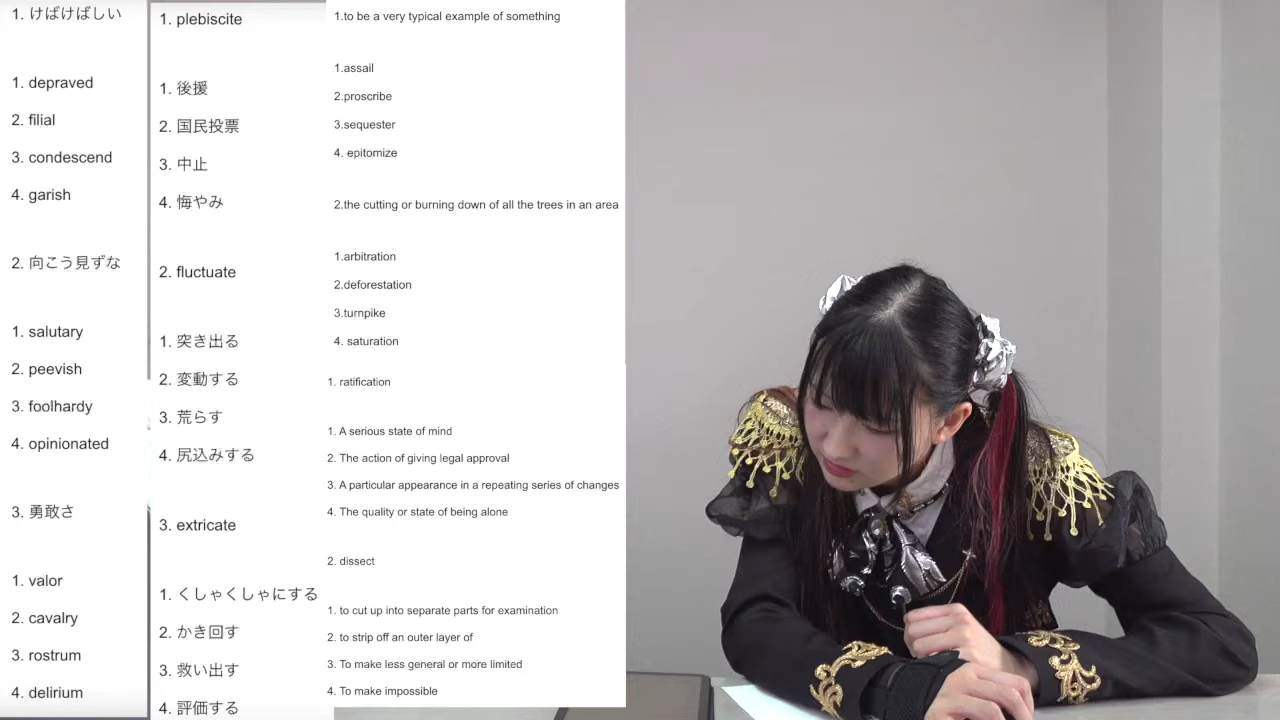 1. けばけばしい
1. depraved
2. filial
3. condescend
4. garish
2. 向こう見ずな
1. salutary
2. peevish
3. foolhardy
4. opinionated
3. 勇敢さ
1. valor
2. cavalry
3. rostrum
4. delirium
1. plebiscite
1. 後援
2. 国民投票
3. 中止
4. 悔やみ
2. fluctuate
1. 突き出る
2. 変動する
3. 荒らす
4. 尻込みする
3. extricate
1. くしゃくしゃにする
2. かき回す
3. 救い出す
4. 評価する
1.to be a very typical example of something
1.assail
2.proscribe
3.sequester
4. epitomize
2.the cutting or burning down of all the trees in an area
1.arbitration
2.deforestation
3.turnpike
4. saturation
1. ratification
1. A serious state of mind
2. The action of giving legal approval
3. A particular appearance in a repeating series of changes
4. The quality or state of being alone
2. dissect
1. to cut up into separate parts for examination
2. to strip off an outer layer of
3. To make less general or more limited
4. To make impossible